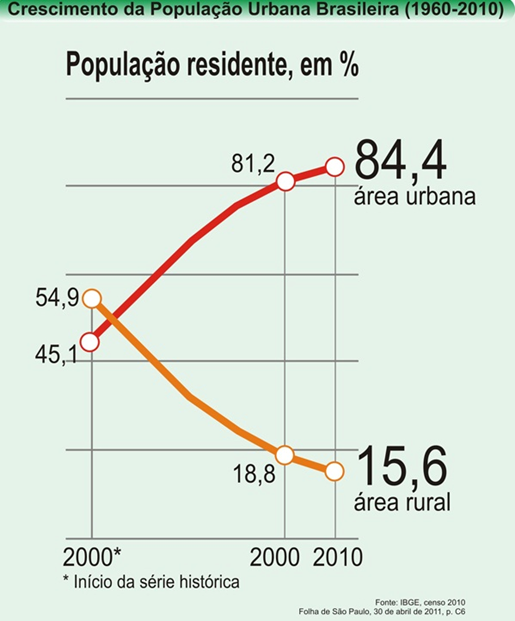 Crescimento da População Urbana Brasileira (1960-2010)
População residente, em %
81,2
84,4
área urbana
54,9
45,1
18,8
15,6
área rural
2000* 2000 2010
* Início da série histórica
Fonte: IBGE, censo 2010
Folha de São Paulo, 30 de abril de 2011, p. C6